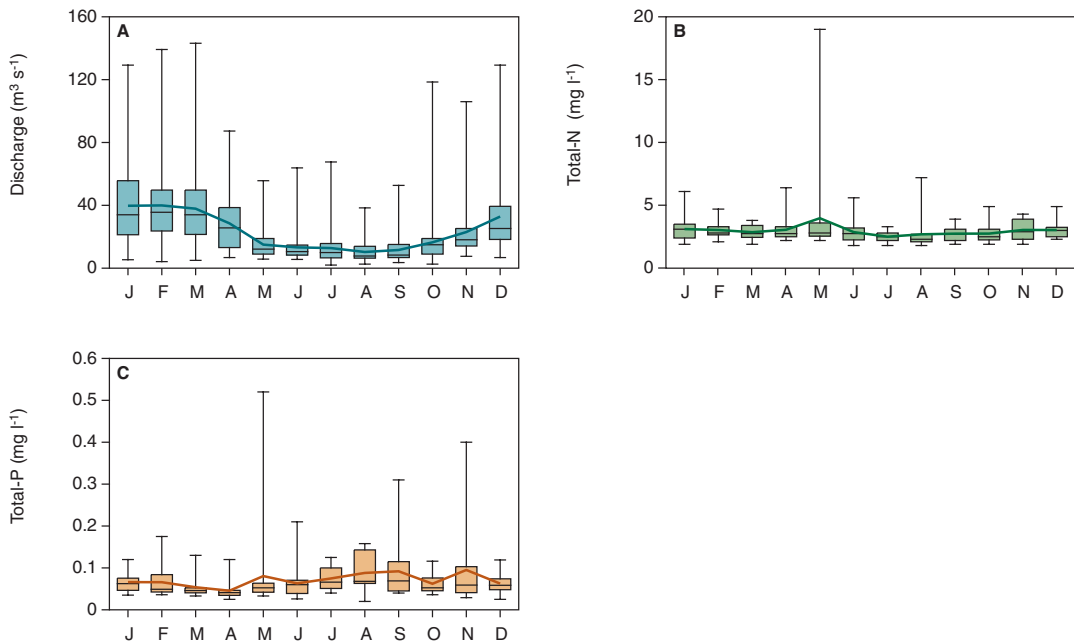 A
Discharge (m³ s⁻¹)
160
120
80
40
0
J F M A M J J A S O N D
B
Total-N (mg l⁻¹)
20
15
10
5
0
J F M A M J J A S O N D
C
Total-P (mg l⁻¹)
0.6
0.5
0.4
0.3
0.2
0.1
0
J F M A M J J A S O N D